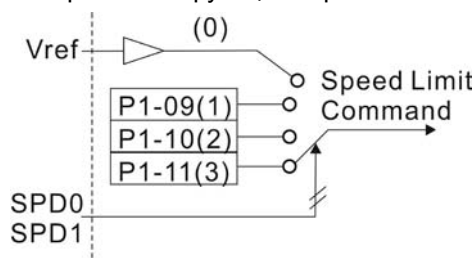 (0)
Vref
Speed Limit
Command
P1-09(1)
P1-10(2)
P1-11(3)
SPD0
SPD1